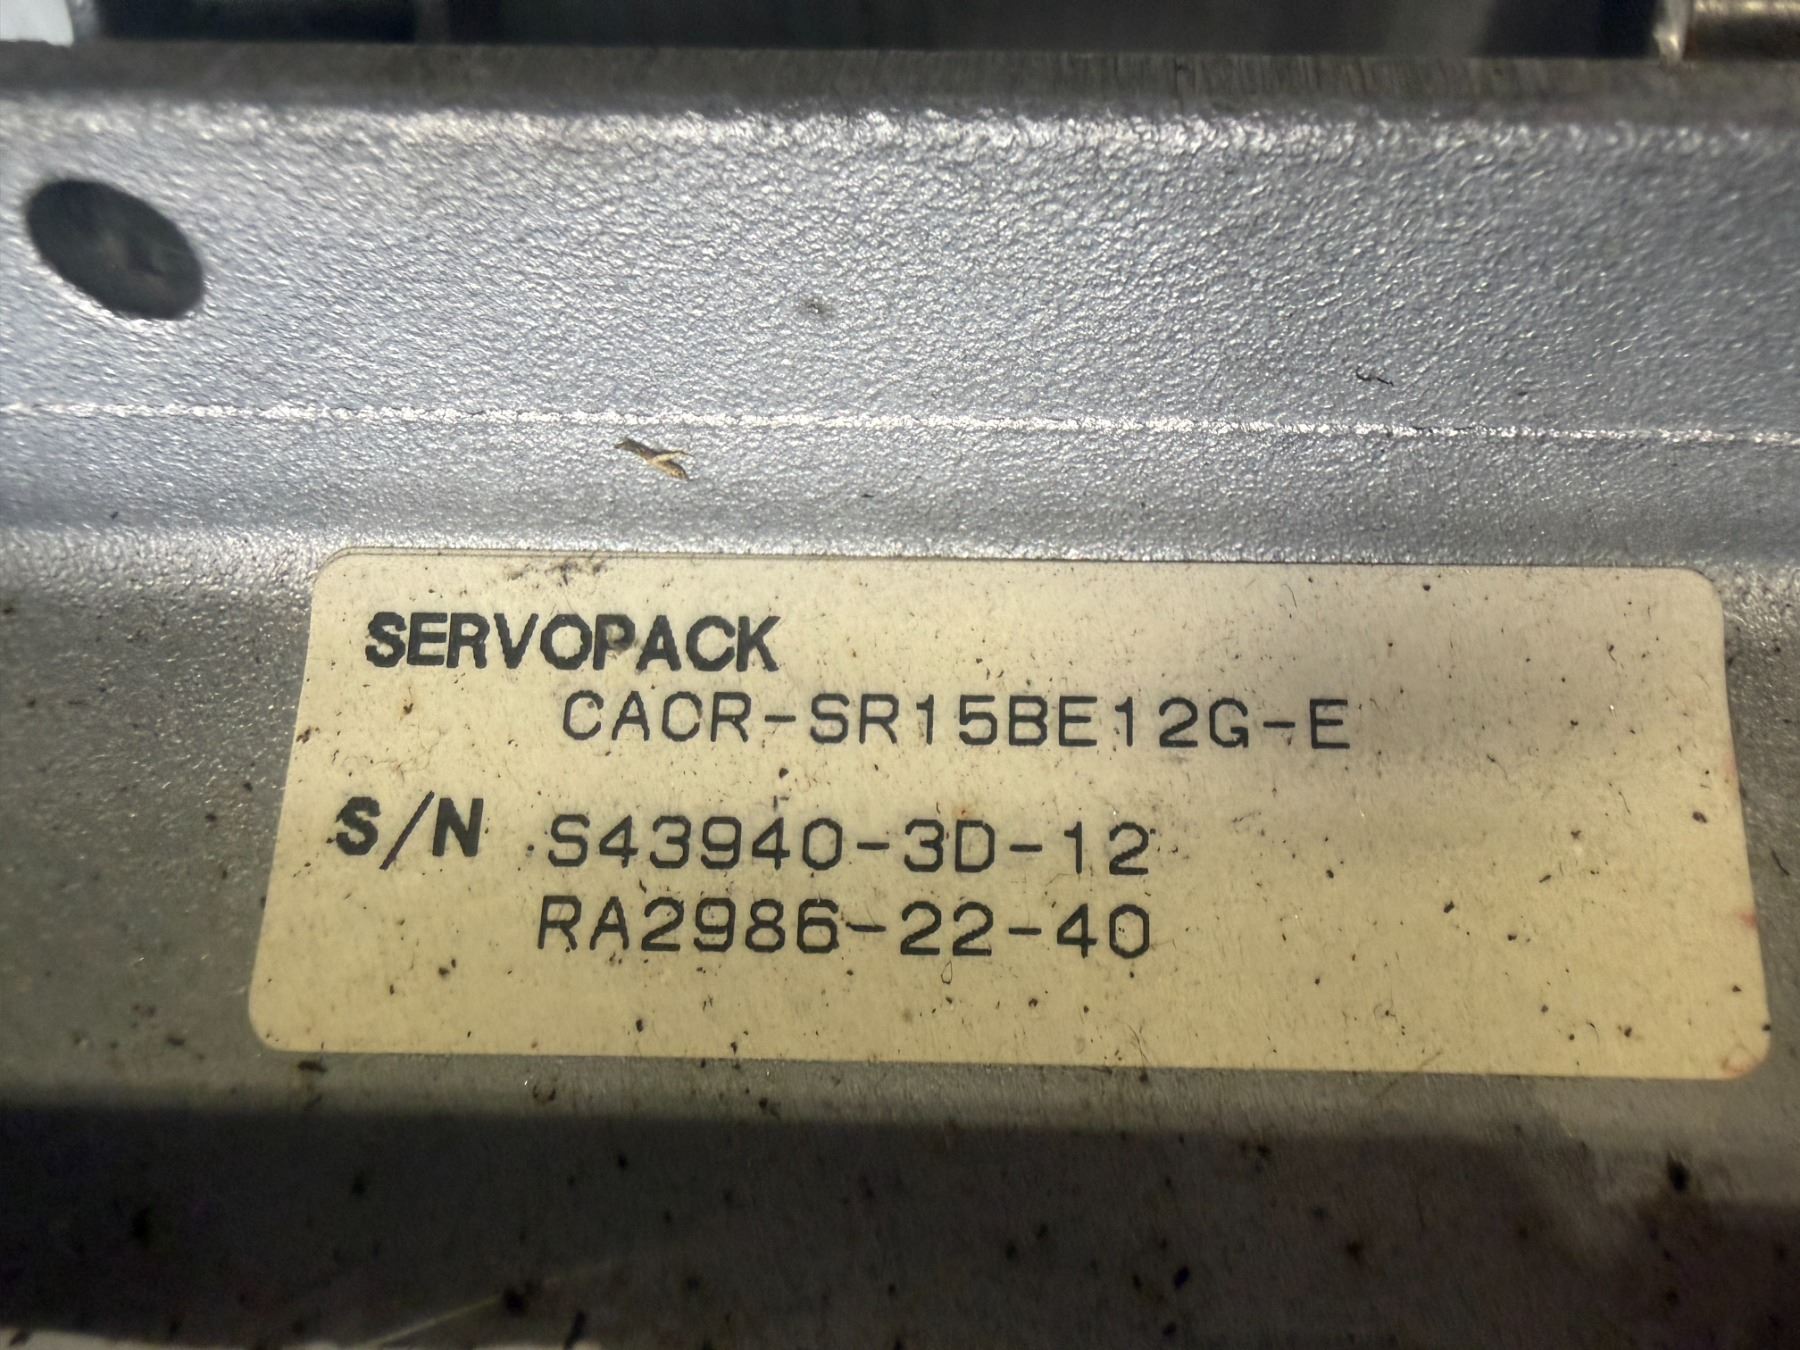 SERVOPACK
CACR-SR15BE12G-E
S/N S43940-3D-12
RA2986-22-40